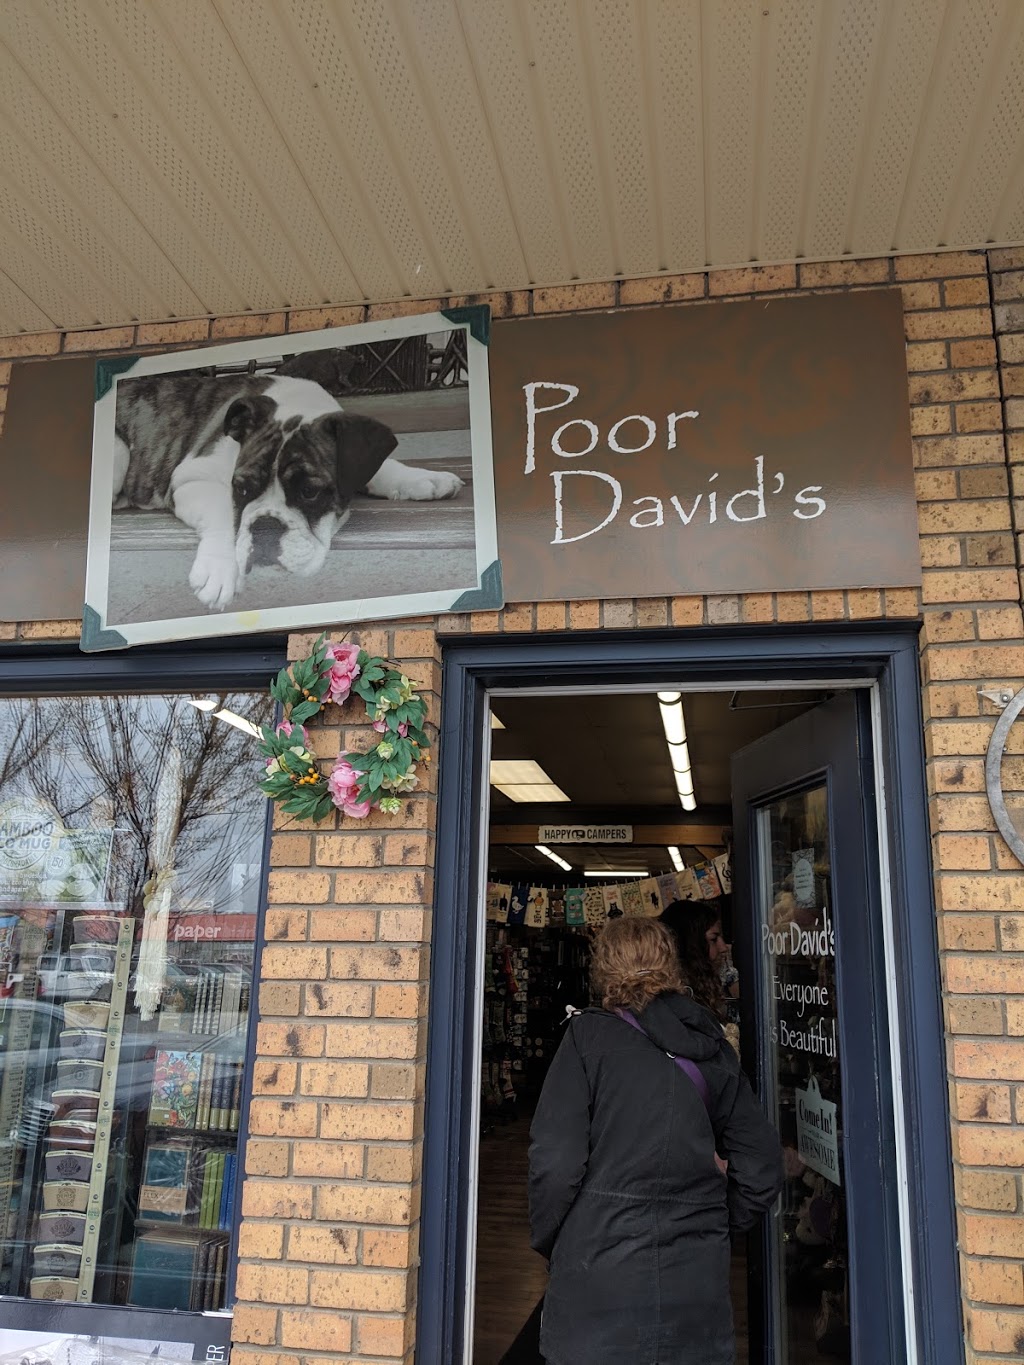 Poor
David's
HAPPY CAMPERS
paper
Poor David's
Everyone
is Beautiful
Come In!
AWESOME